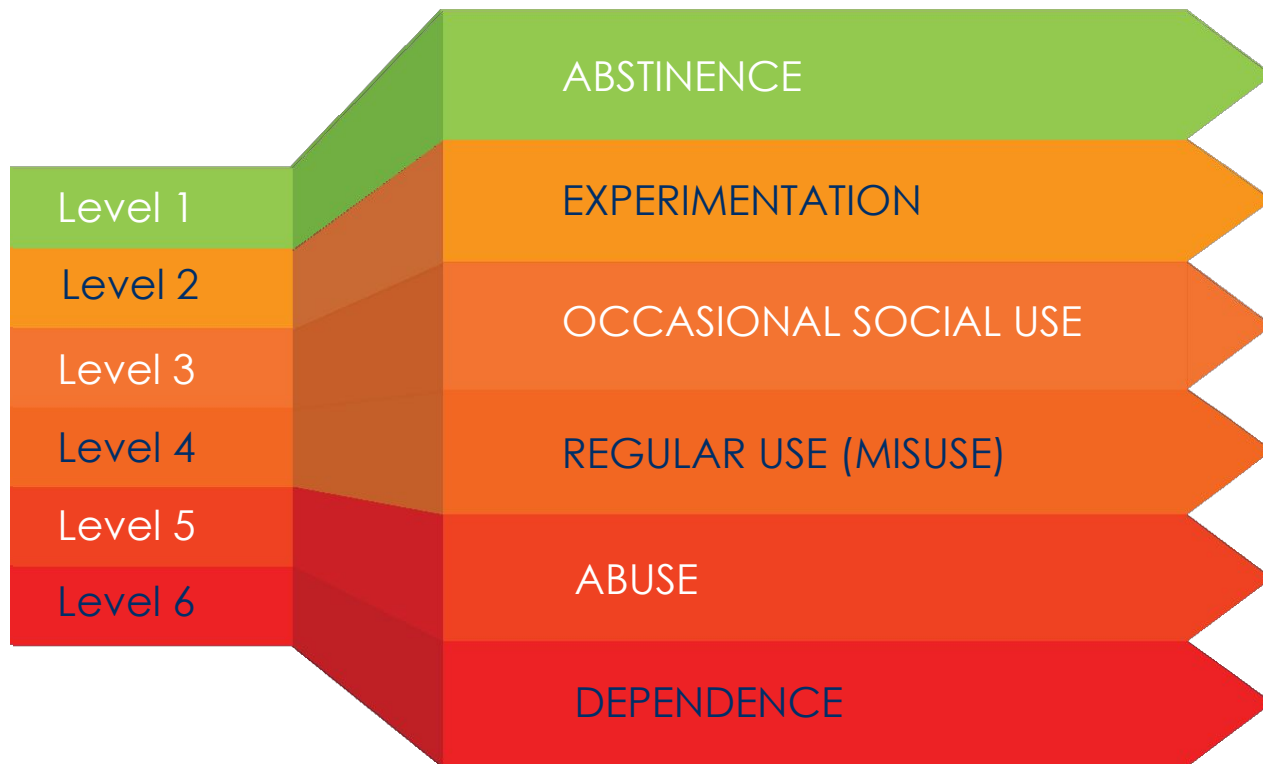 Level 1
ABSTINENCE
Level 2
EXPERIMENTATION
Level 3
OCCASIONAL SOCIAL USE
Level 4
REGULAR USE (MISUSE)
Level 5
ABUSE
Level 6
DEPENDENCE